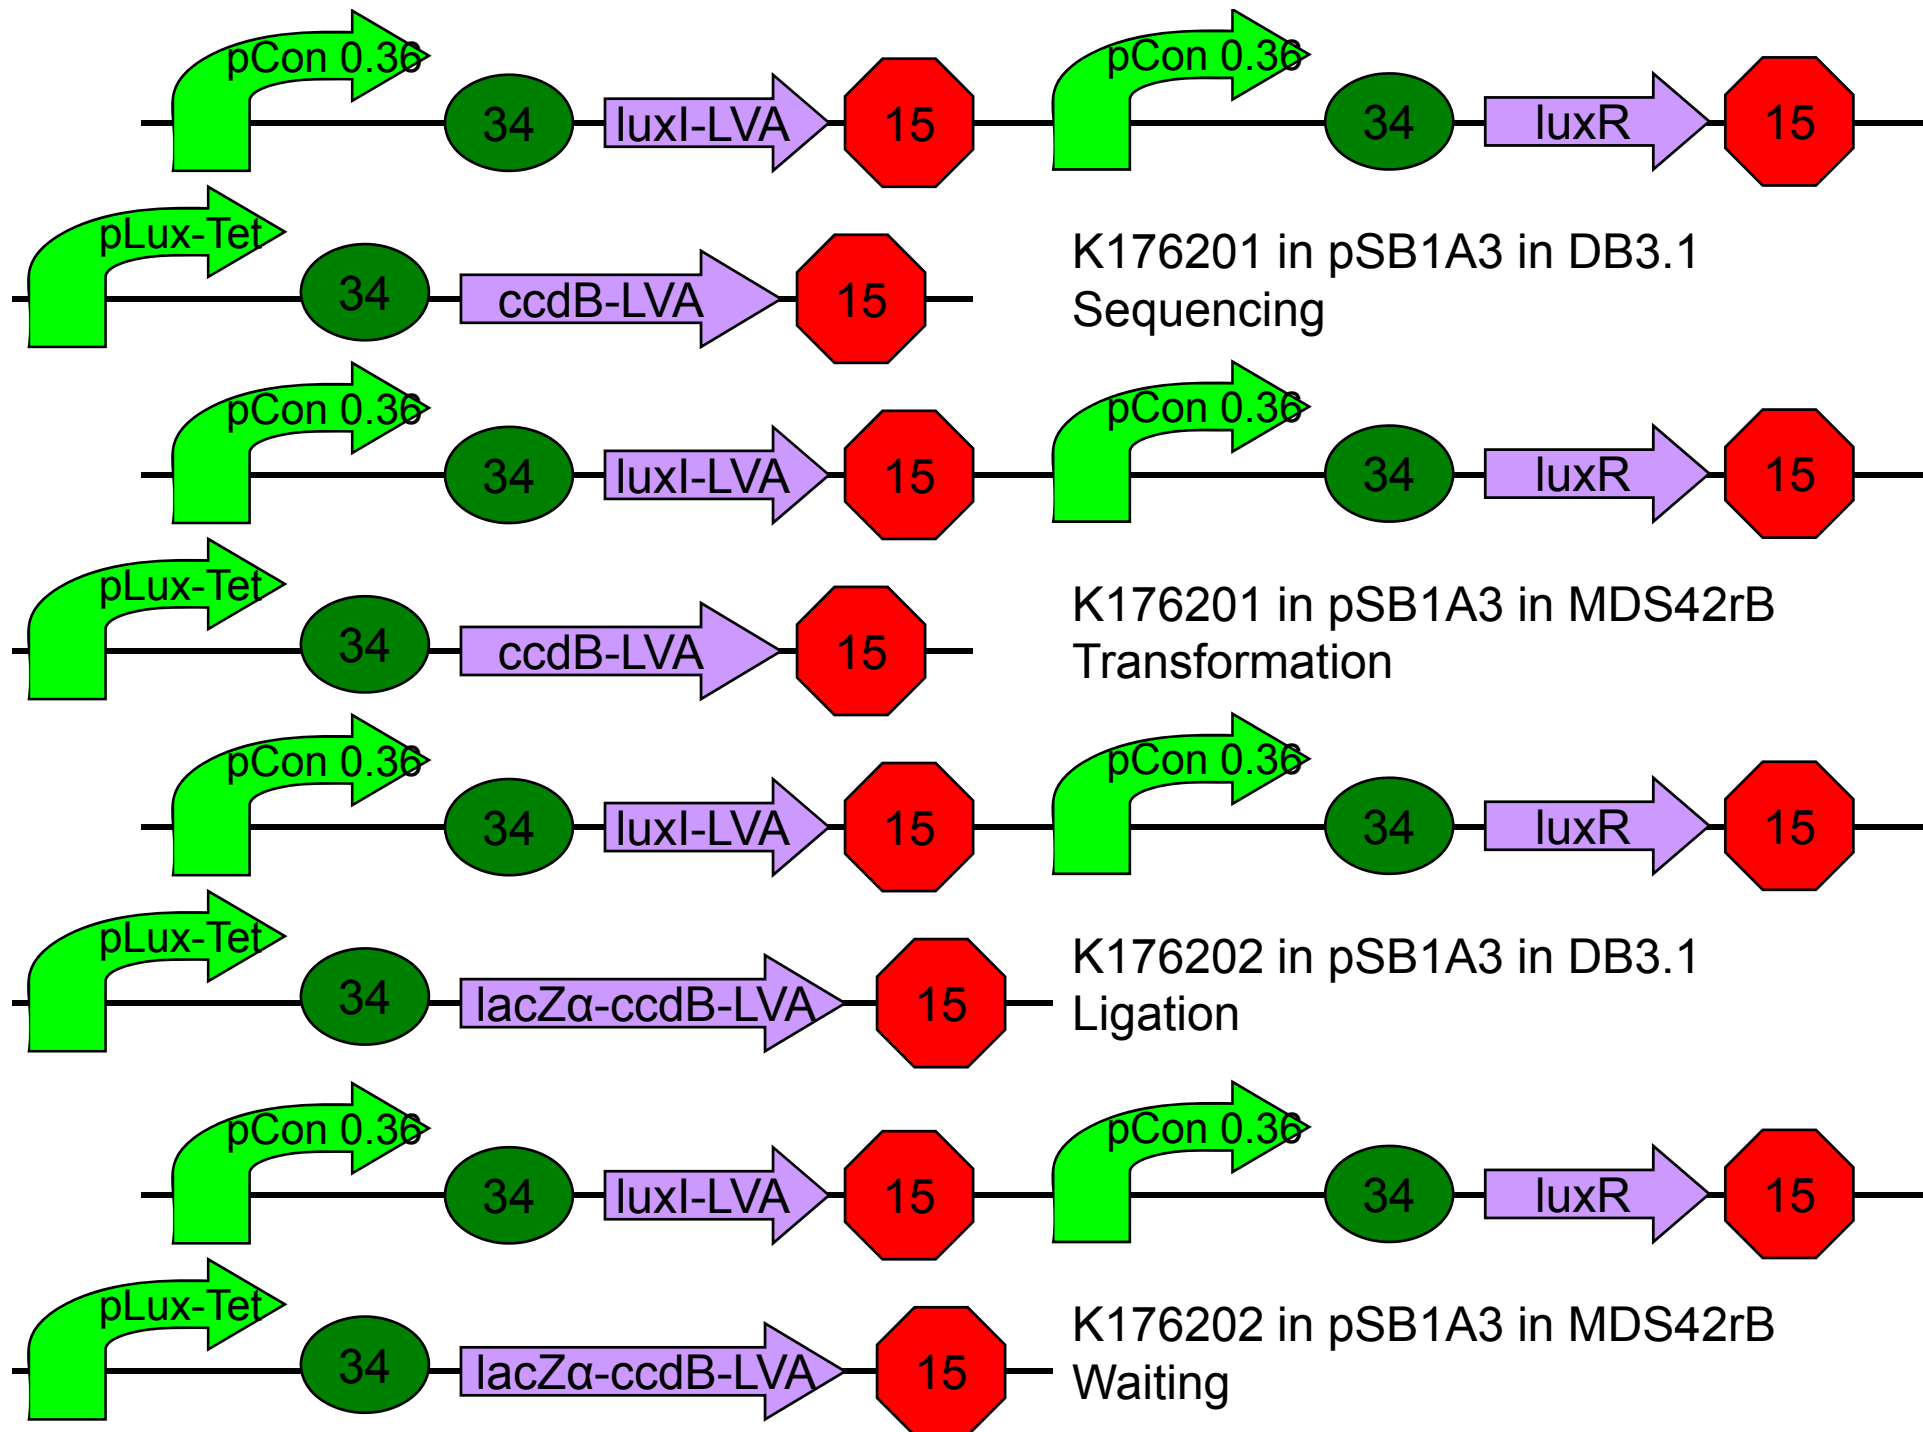 pCon 0.36 34 luxI-LVA 15 pCon 0.36 34 luxR 15
pLux-Tet 34 ccdB-LVA 15 K176201 in pSB1A3 in DB3.1
Sequencing
pCon 0.36 34 luxI-LVA 15 pCon 0.36 34 luxR 15
pLux-Tet 34 ccdB-LVA 15 K176201 in pSB1A3 in MDS42rB
Transformation
pCon 0.36 34 luxI-LVA 15 pCon 0.36 34 luxR 15
pLux-Tet 34 lacZα-ccdB-LVA 15 K176202 in pSB1A3 in DB3.1
Ligation
pCon 0.36 34 luxI-LVA 15 pCon 0.36 34 luxR 15
pLux-Tet 34 lacZα-ccdB-LVA 15 K176202 in pSB1A3 in MDS42rB
Waiting